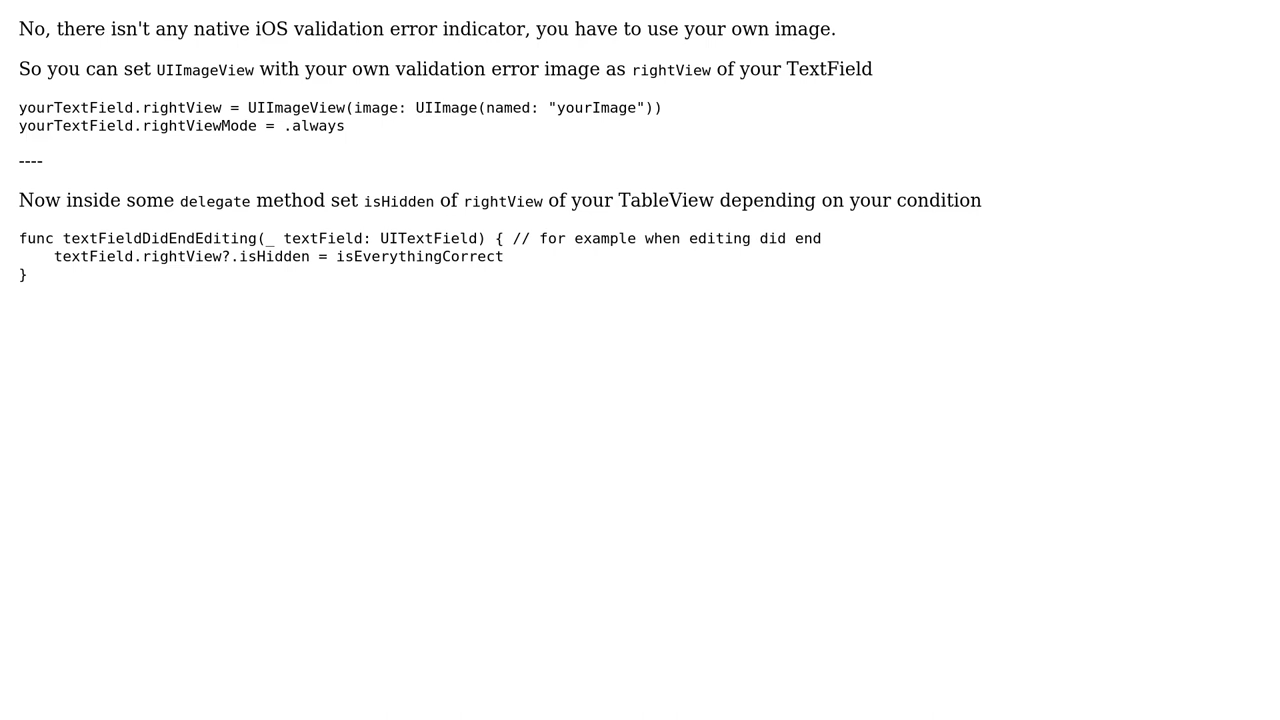 No, there isn't any native iOS validation error indicator, you have to use your own image.
So you can set UIImageView with your own validation error image as rightView of your TextField
yourTextField.rightView = UIImageView(image: UIImage(named: "yourImage"))
yourTextField.rightViewMode = .always
----
Now inside some delegate method set isHidden of rightView of your TableView depending on your condition
func textFieldDidEndEditing(_ textField: UITextField) { // for example when editing did end
    textField.rightView?.isHidden = isEverythingCorrect
}